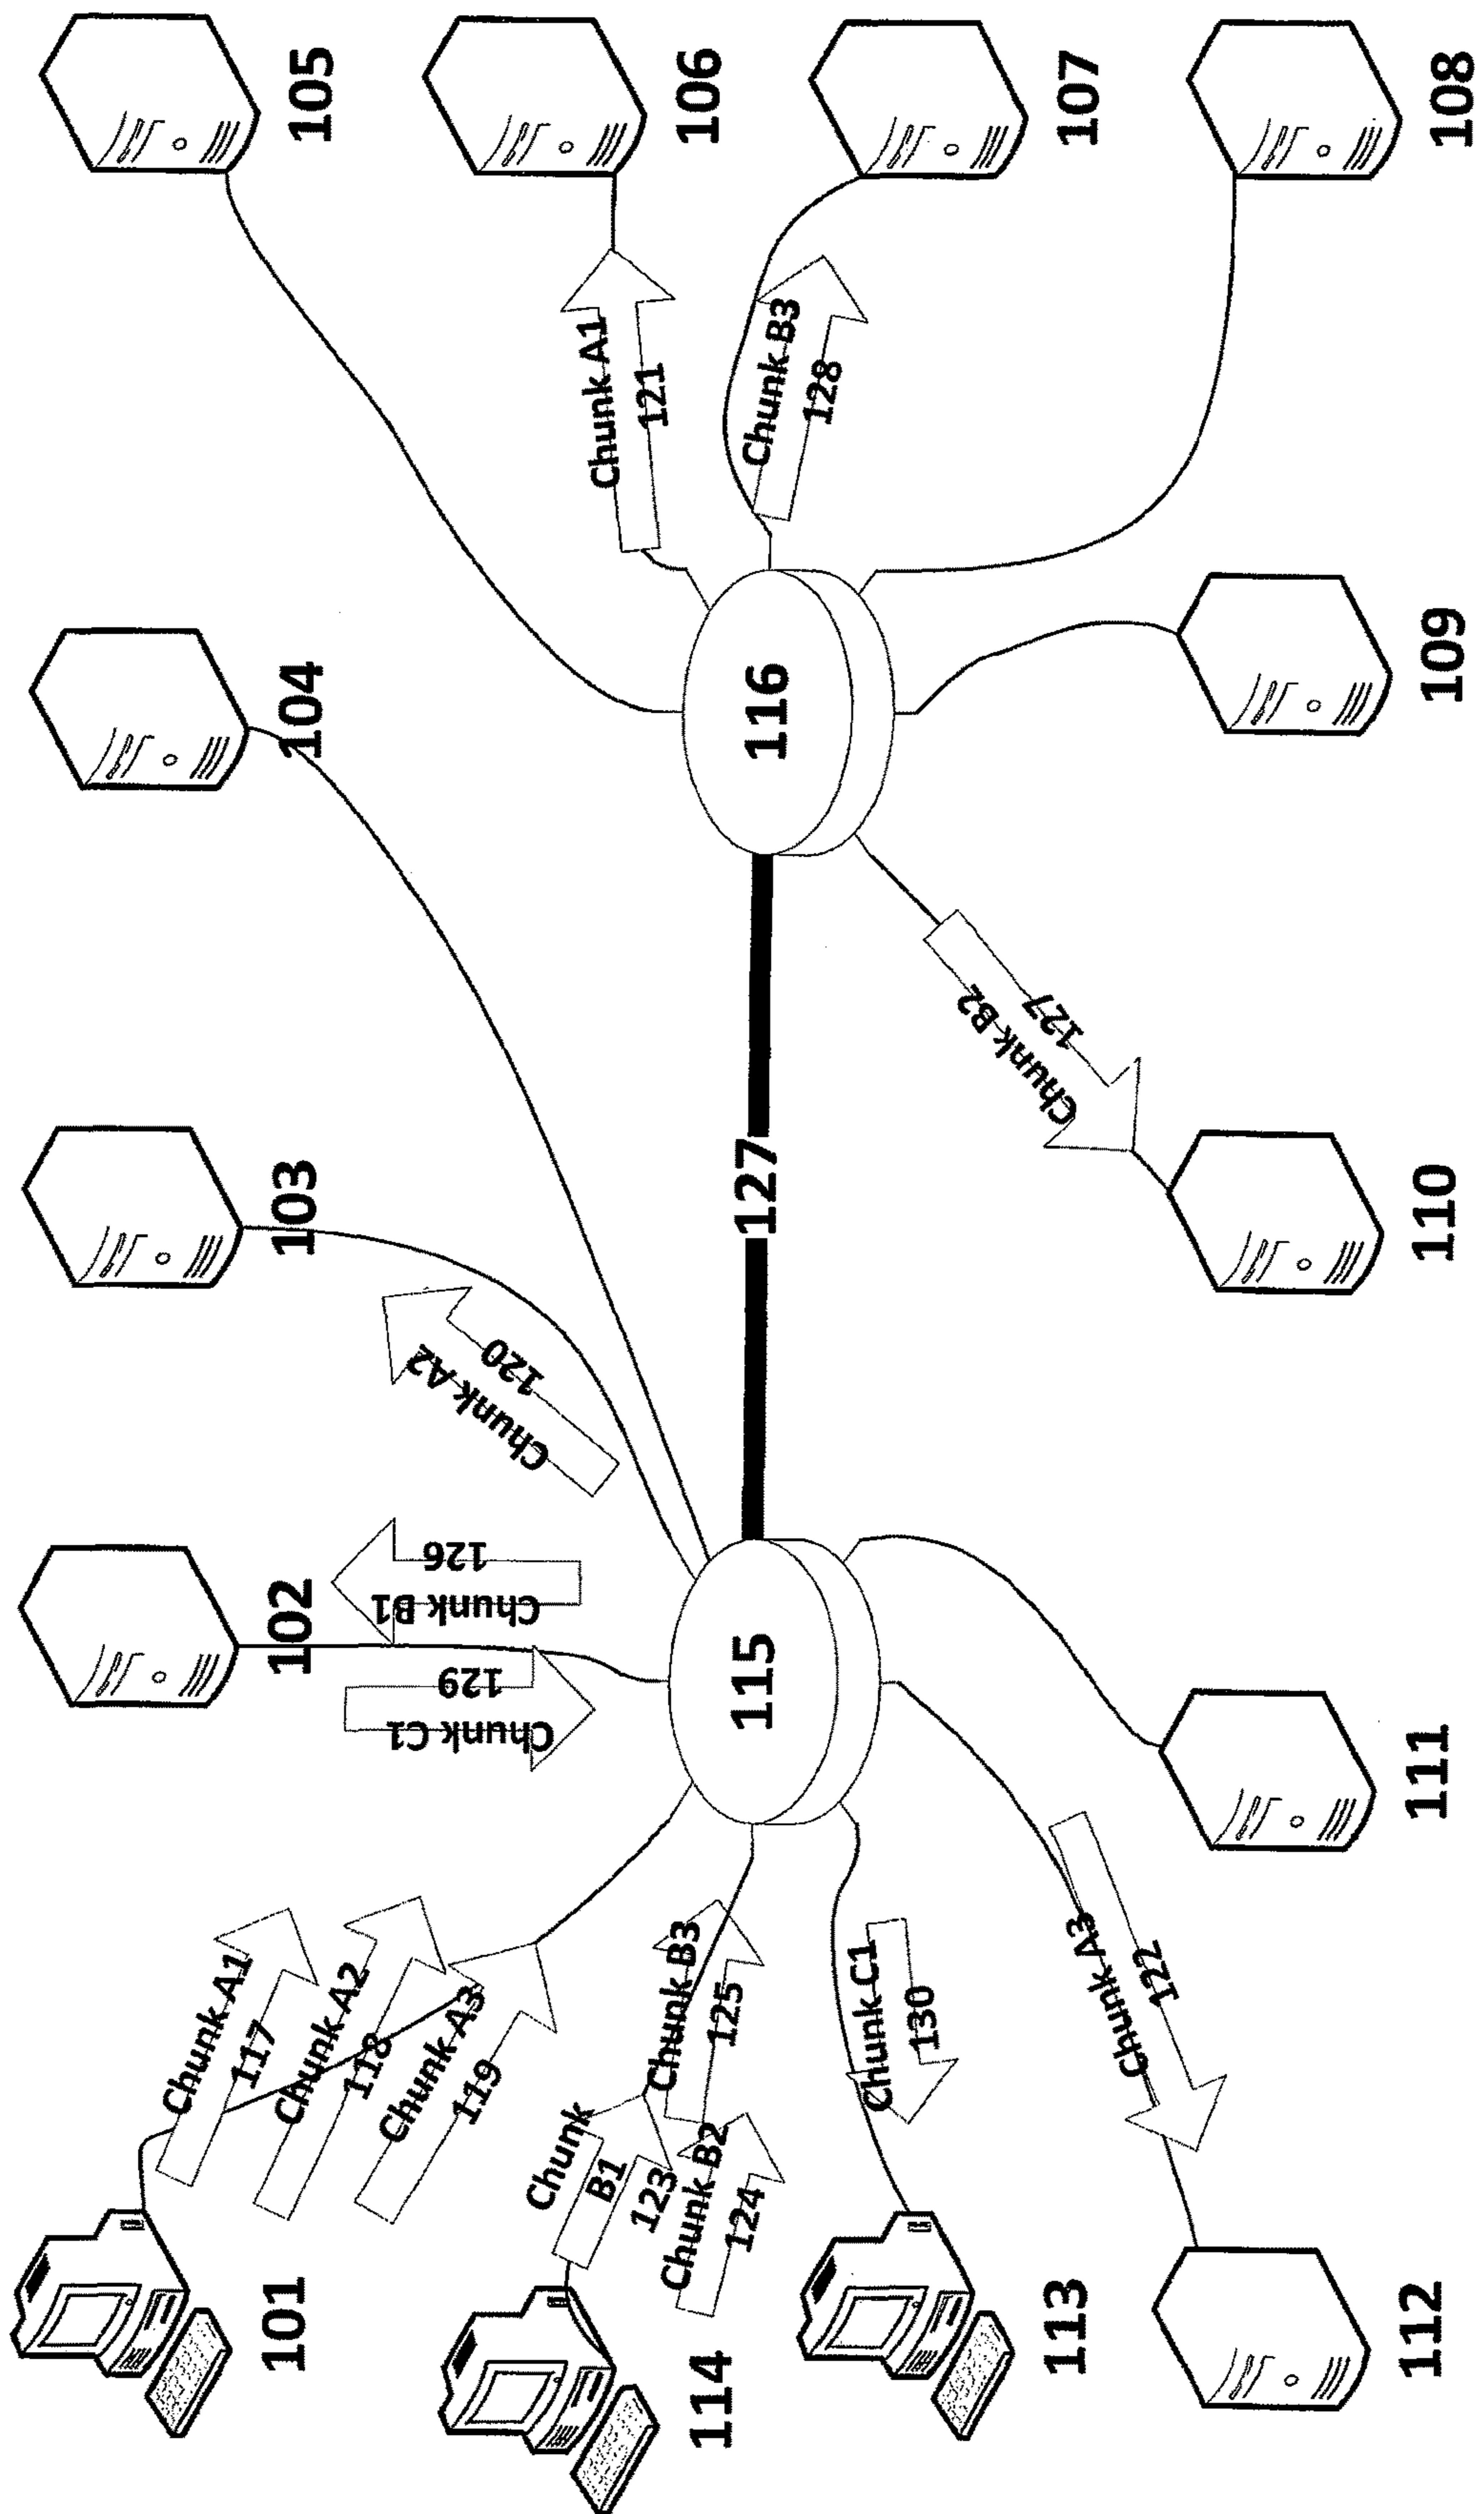 101
102
103
104
105
Chunk A1
117
Chunk A2
118
Chunk A3
119
Chunk C1
129
Chunk B1
126
Chunk A2
120
114
Chunk
B1
123
Chunk B2
124
Chunk B3
125
115
127
116
Chunk A1
121
106
Chunk B3
128
107
113
Chunk C1
130
Chunk A3
122
Chunk B2
127
112
111
110
109
108